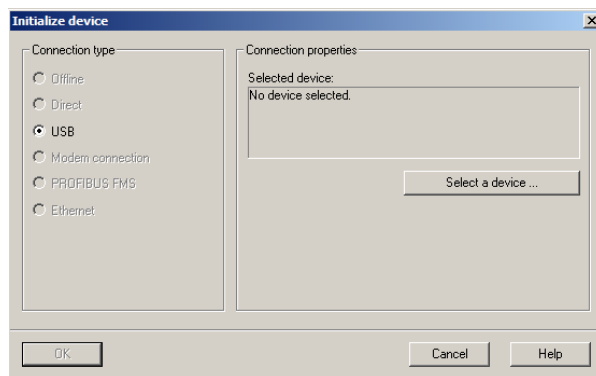 Initialize device
Connection type
Offline
Direct
USB
Modem connection
PROFIBUS FMS
Ethernet
Connection properties
Selected device:
No device selected.
Select a device ...
OK
Cancel
Help